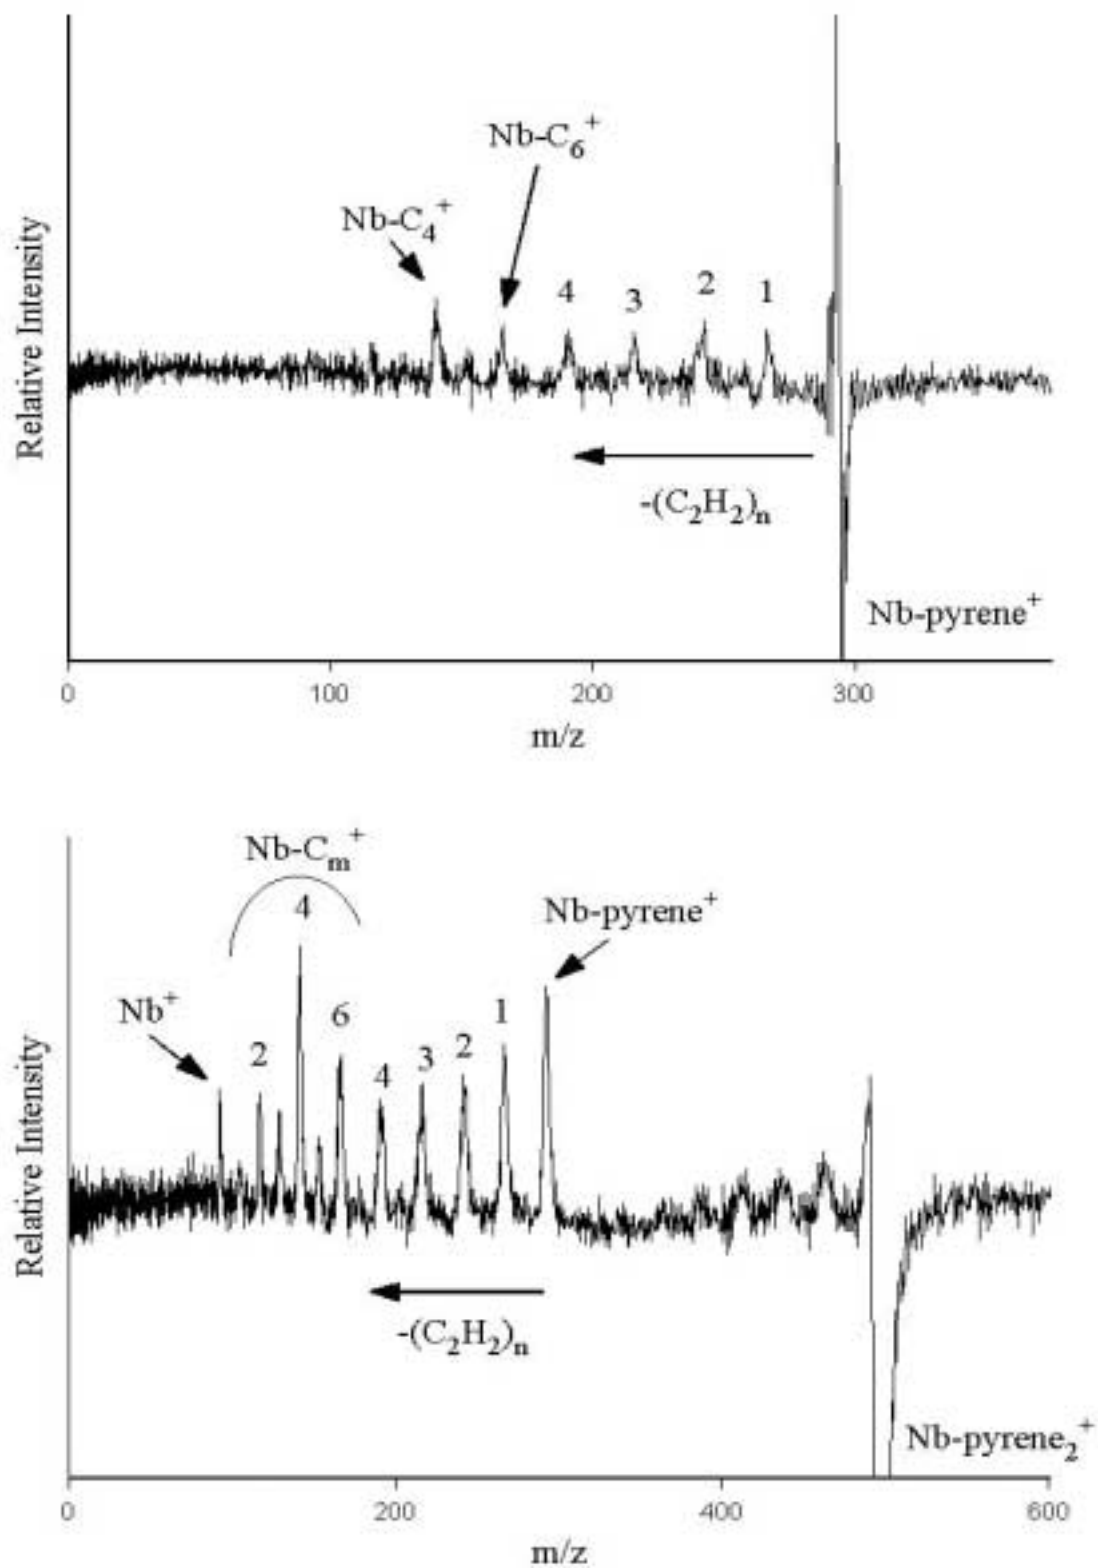 Nb-C₆⁺
Nb-C₄⁺
4 3 2 1
Relative Intensity
-(C₂H₂)ₙ
Nb-pyrene⁺
0 100 200 300
m/z
Nb-Cₘ⁺
4
Nb-pyrene⁺
Nb⁺
2 6 4 3 2 1
Relative Intensity
-(C₂H₂)ₙ
Nb-pyrene₂⁺
0 200 400 600
m/z